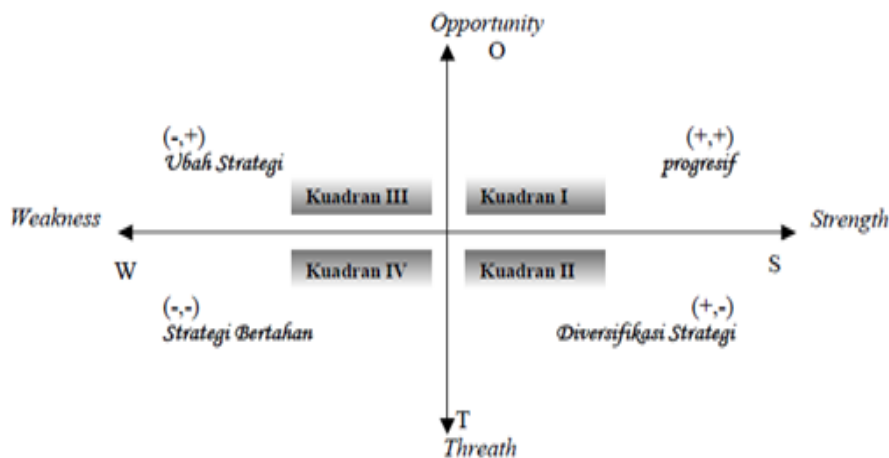 Opportunity
O
(-,+)
Ubah Strategi
(+,+)
progresif
Kuadran III
Kuadran I
Weakness
Strength
W
Kuadran IV
Kuadran II
S
(-,-)
Strategi Bertahan
(+,-)
Diversifikasi Strategi
T
Threath